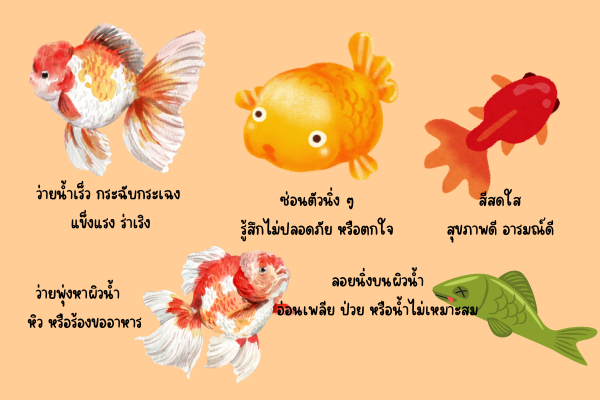 ว่ายน้ำเร็ว กระฉับกระเฉง
แข็งแรง ร่าเริง
ซ่อนตัวนิ่ง ๆ
รู้สึกไม่ปลอดภัย หรือตกใจ
สีสดใส
สุขภาพดี อารมณ์ดี
ว่ายพุ่งหาผิวน้ำ
หิว หรือร้องขออาหาร
ลอยนิ่งบนผิวน้ำ
อ่อนเพลีย ป่วย หรือน้ำไม่เหมาะสม